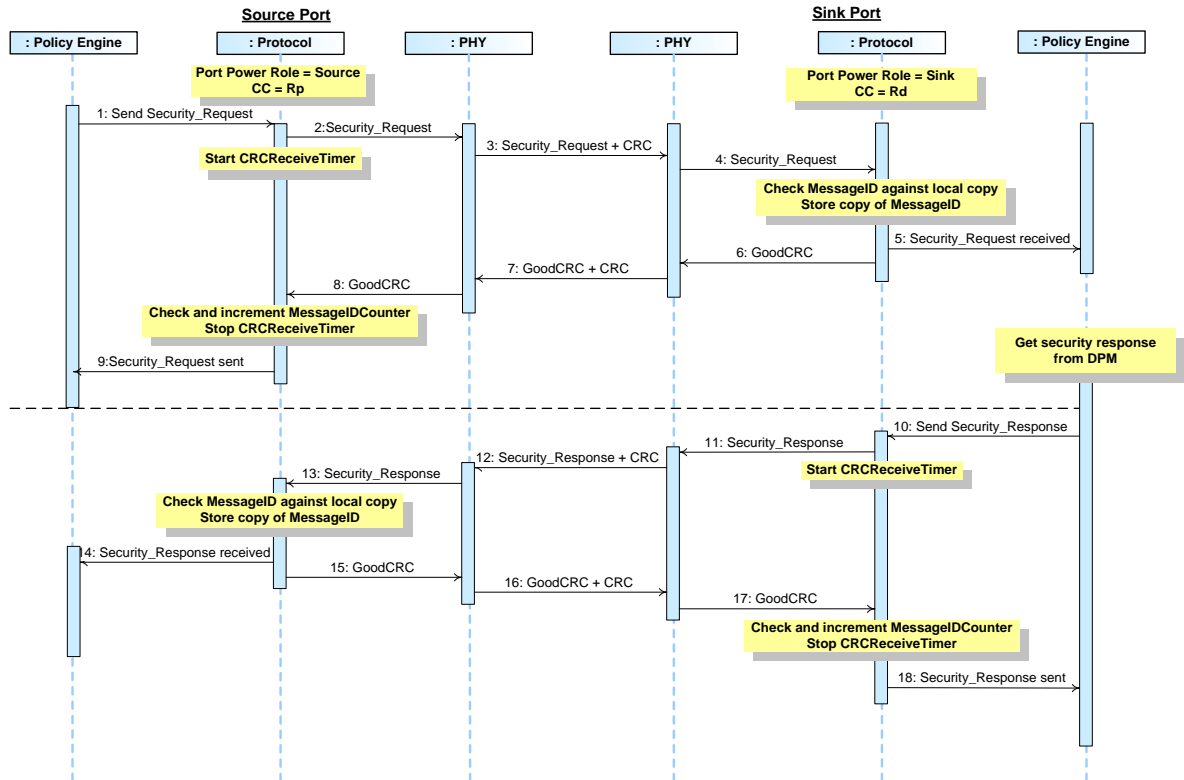 Source Port
Sink Port
: Policy Engine
: Protocol
: PHY
: PHY
: Protocol
: Policy Engine
Port Power Role = Source
CC = Rp
Port Power Role = Sink
CC = Rd
1: Send Security_Request
2:Security_Request
Start CRCReceiveTimer
3: Security_Request + CRC
4: Security_Request
Check MessageID against local copy
Store copy of MessageID
5: Security_Request received
6: GoodCRC
7: GoodCRC + CRC
8: GoodCRC
Check and increment MessageIDCounter
Stop CRCReceiveTimer
9:Security_Request sent
Get security response
from DPM
10: Send Security_Response
11: Security_Response
Start CRCReceiveTimer
12: Security_Response + CRC
13: Security_Response
Check MessageID against local copy
Store copy of MessageID
14: Security_Response received
15: GoodCRC
16: GoodCRC + CRC
17: GoodCRC
Check and increment MessageIDCounter
Stop CRCReceiveTimer
18: Security_Response sent